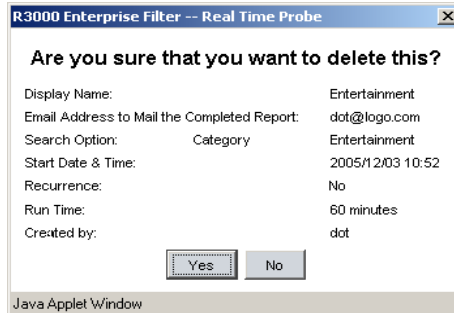 R3000 Enterprise Filter -- Real Time Probe
Are you sure that you want to delete this?
Display Name: Entertainment
Email Address to Mail the Completed Report: dot@logo.com
Search Option: Category Entertainment
Start Date & Time: 2005/12/03 10:52
Recurrence: No
Run Time: 60 minutes
Created by: dot
Yes No
Java Applet Window